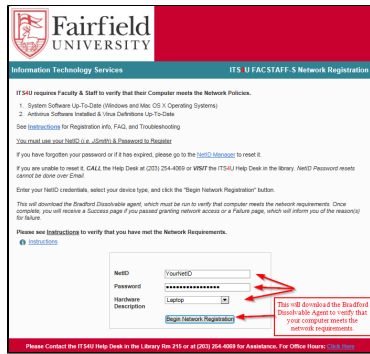 Fairfield
UNIVERSITY
Information Technology Services
ITS4U FACSTAFF-S Network Registration
ITS4U requires Faculty & Staff to verify that their Computer meets the Network Policies.
1. System Software Up-To-Date (Windows and Mac OS X Operating Systems)
2. Antivirus Software Installed & Virus Definitions Up-To-Date
See Instructions for Registration info, FAQ, and Troubleshooting
You must use your NetID (i.e. JSmith) & Password to Register
If you have forgotten your password or if it has expired, please go to the NetID Manager to reset it.
If you are unable to reset it, CALL the Help Desk at (203) 254-4069 or VISIT the ITS4U Help Desk in the library. NetID Password resets
cannot be done over Email.
Enter your NetID credentials, select your device type, and click the "Begin Network Registration" button.
This will download the Bradford Dissolvable agent, which must be run to verify that computer meets the network requirements. Once
complete, you will receive a Success page if you passed granting network access or a Failure page, which will inform you of the reason(s)
for failure.
Please see Instructions to verify that you have met the Network Requirements.
Instructions
NetID
YourNetID
Password
Hardware
Description
Laptop
Begin Network Registration
This will download the Bradford
Dissolvable Agent to verify that
your computer meets the
network requirements.
Please Contact the ITS4U Help Desk in the Library Rm 215 or at (203) 254-4069 for Assistance. For Office Hours: Click Here